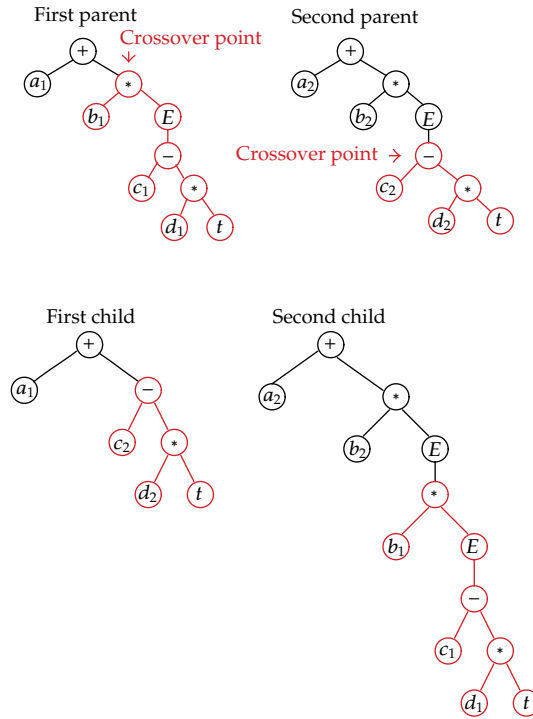 First parent
Crossover point
+
a₁
*
b₁
E
−
c₁
*
d₁
t
Second parent
+
a₂
*
b₂
E
Crossover point
−
c₂
*
d₂
t
First child
+
a₁
−
c₂
*
d₂
t
Second child
+
a₂
*
b₂
E
*
b₁
E
−
c₁
*
d₁
t